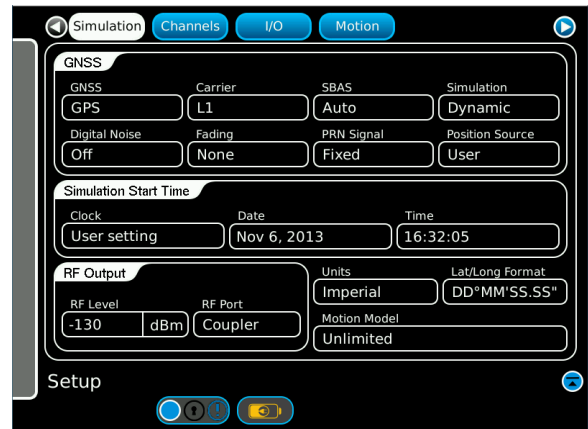 Simulation Channels I/O Motion
GNSS
GNSS Carrier SBAS Simulation
GPS L1 Auto Dynamic
Digital Noise Fading PRN Signal Position Source
Off None Fixed User
Simulation Start Time
Clock Date Time
User setting Nov 6, 2013 16:32:05
RF Output
Units Lat/Long Format
Imperial DD°MM'SS.SS"
RF Level RF Port
-130 dBm Coupler
Motion Model
Unlimited
Setup